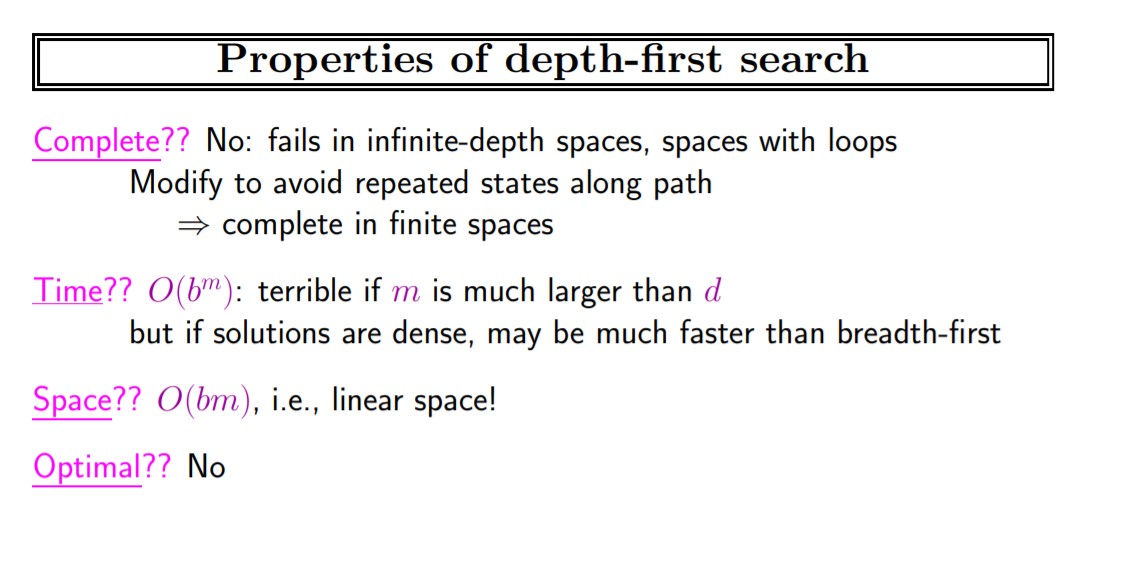 Properties of depth-first search
Complete?? No: fails in infinite-depth spaces, spaces with loops
Modify to avoid repeated states along path
⇒ complete in finite spaces
Time?? O(bᵐ): terrible if m is much larger than d
but if solutions are dense, may be much faster than breadth-first
Space?? O(bm), i.e., linear space!
Optimal?? No